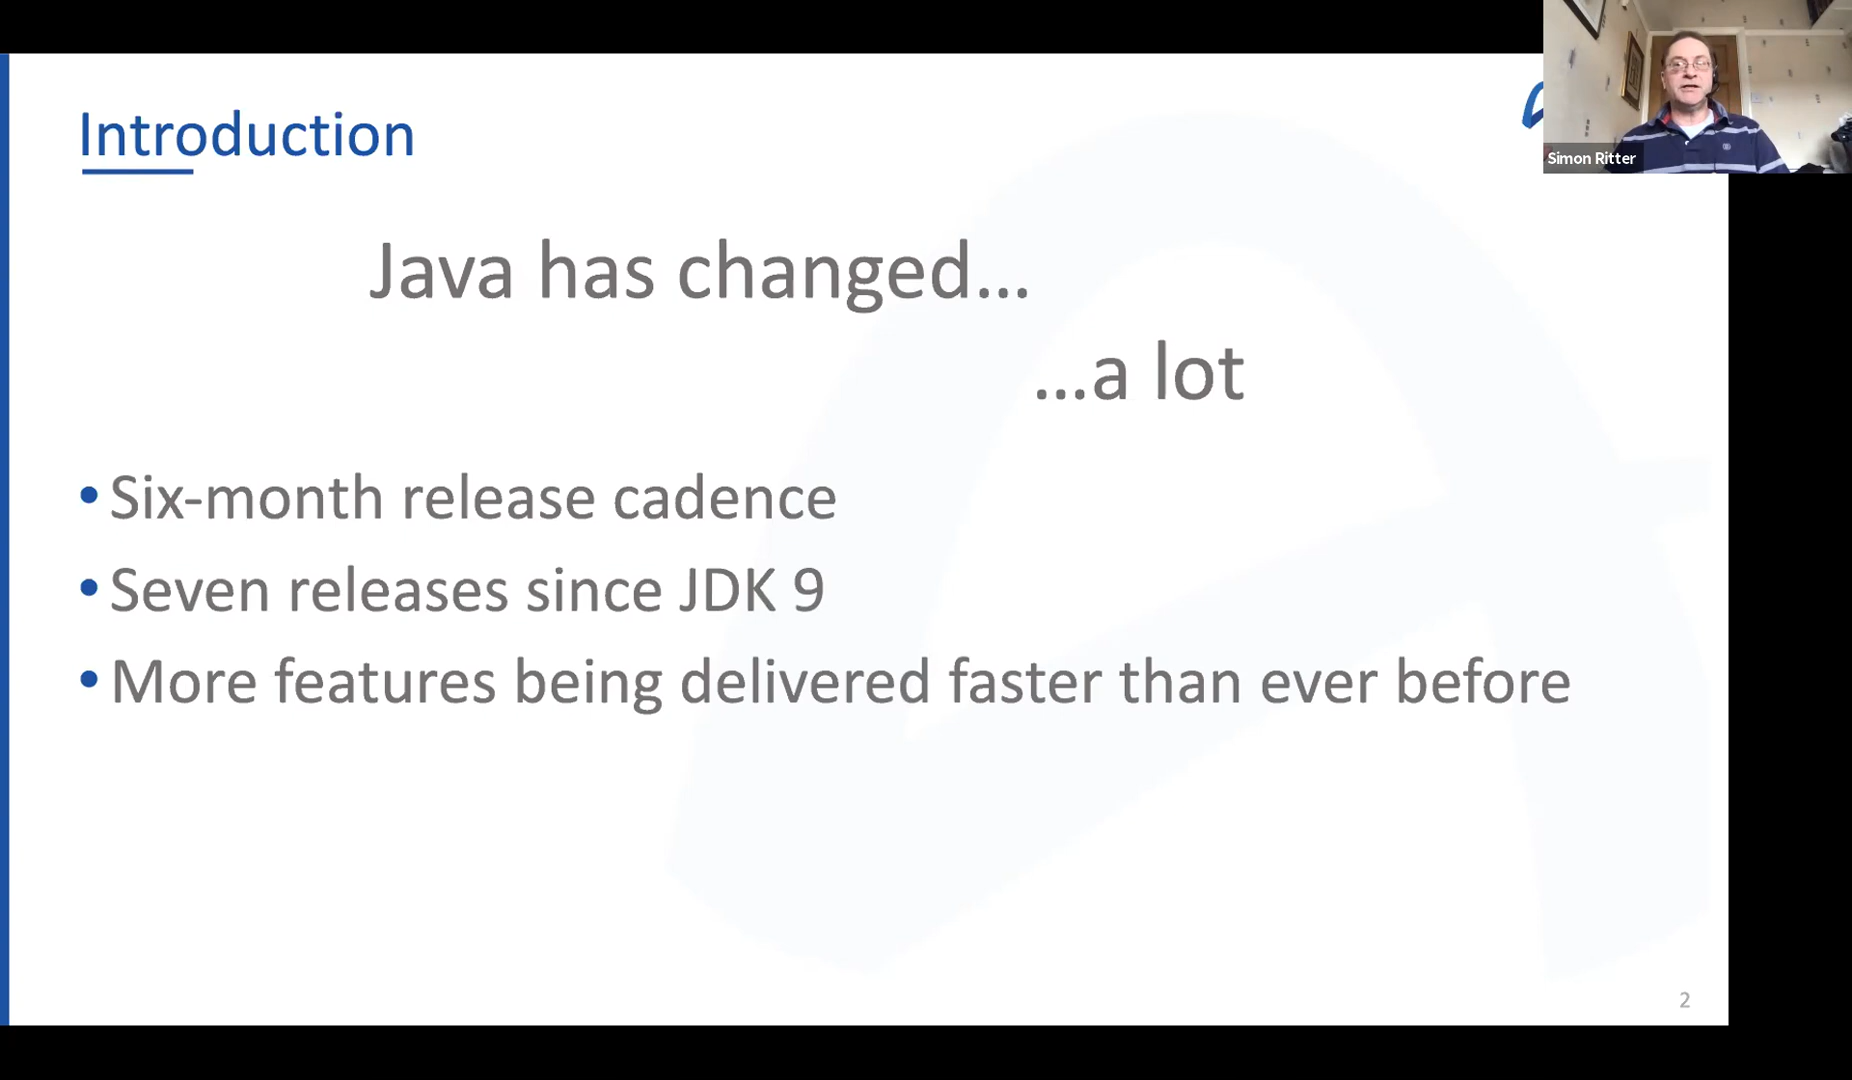 Introduction
Simon Ritter
Java has changed...
...a lot
• Six-month release cadence
• Seven releases since JDK 9
• More features being delivered faster than ever before
2